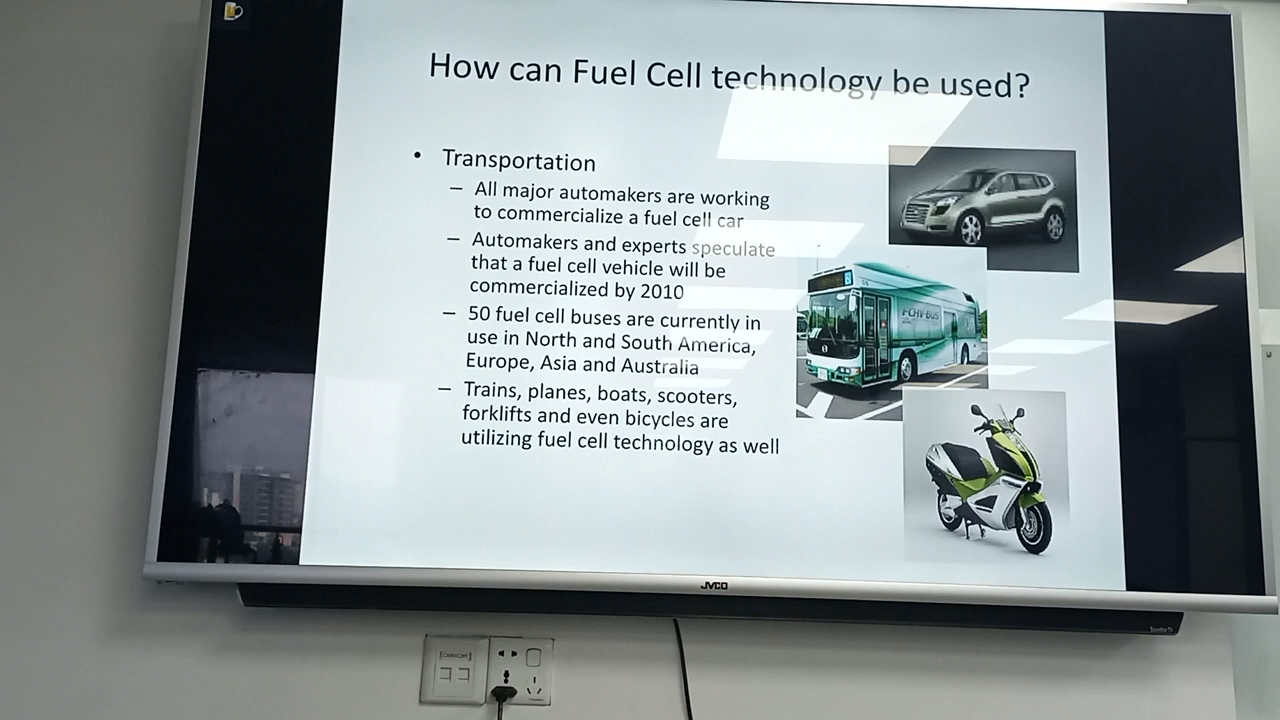 How can Fuel Cell technology be used?
• Transportation
– All major automakers are working
to commercialize a fuel cell car
– Automakers and experts speculate
that a fuel cell vehicle will be
commercialized by 2010
– 50 fuel cell buses are currently in
use in North and South America,
Europe, Asia and Australia
– Trains, planes, boats, scooters,
forklifts and even bicycles are
utilizing fuel cell technology as well
FCHV-BUS
JVCO